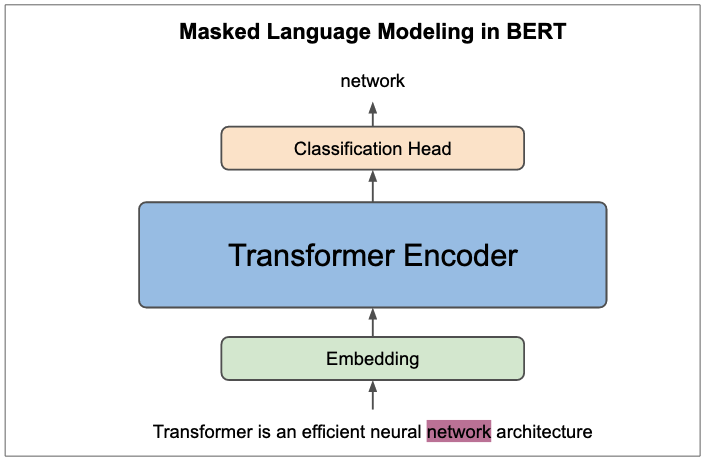 Masked Language Modeling in BERT
network
Classification Head
Transformer Encoder
Embedding
Transformer is an efficient neural network architecture